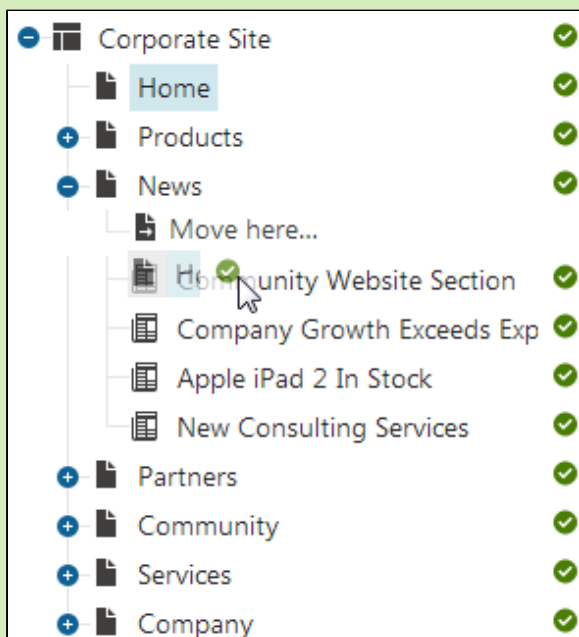 Corporate Site
Home
Products
News
Move here...
Community Website Section
Company Growth Exceeds Exp
Apple iPad 2 In Stock
New Consulting Services
Partners
Community
Services
Company